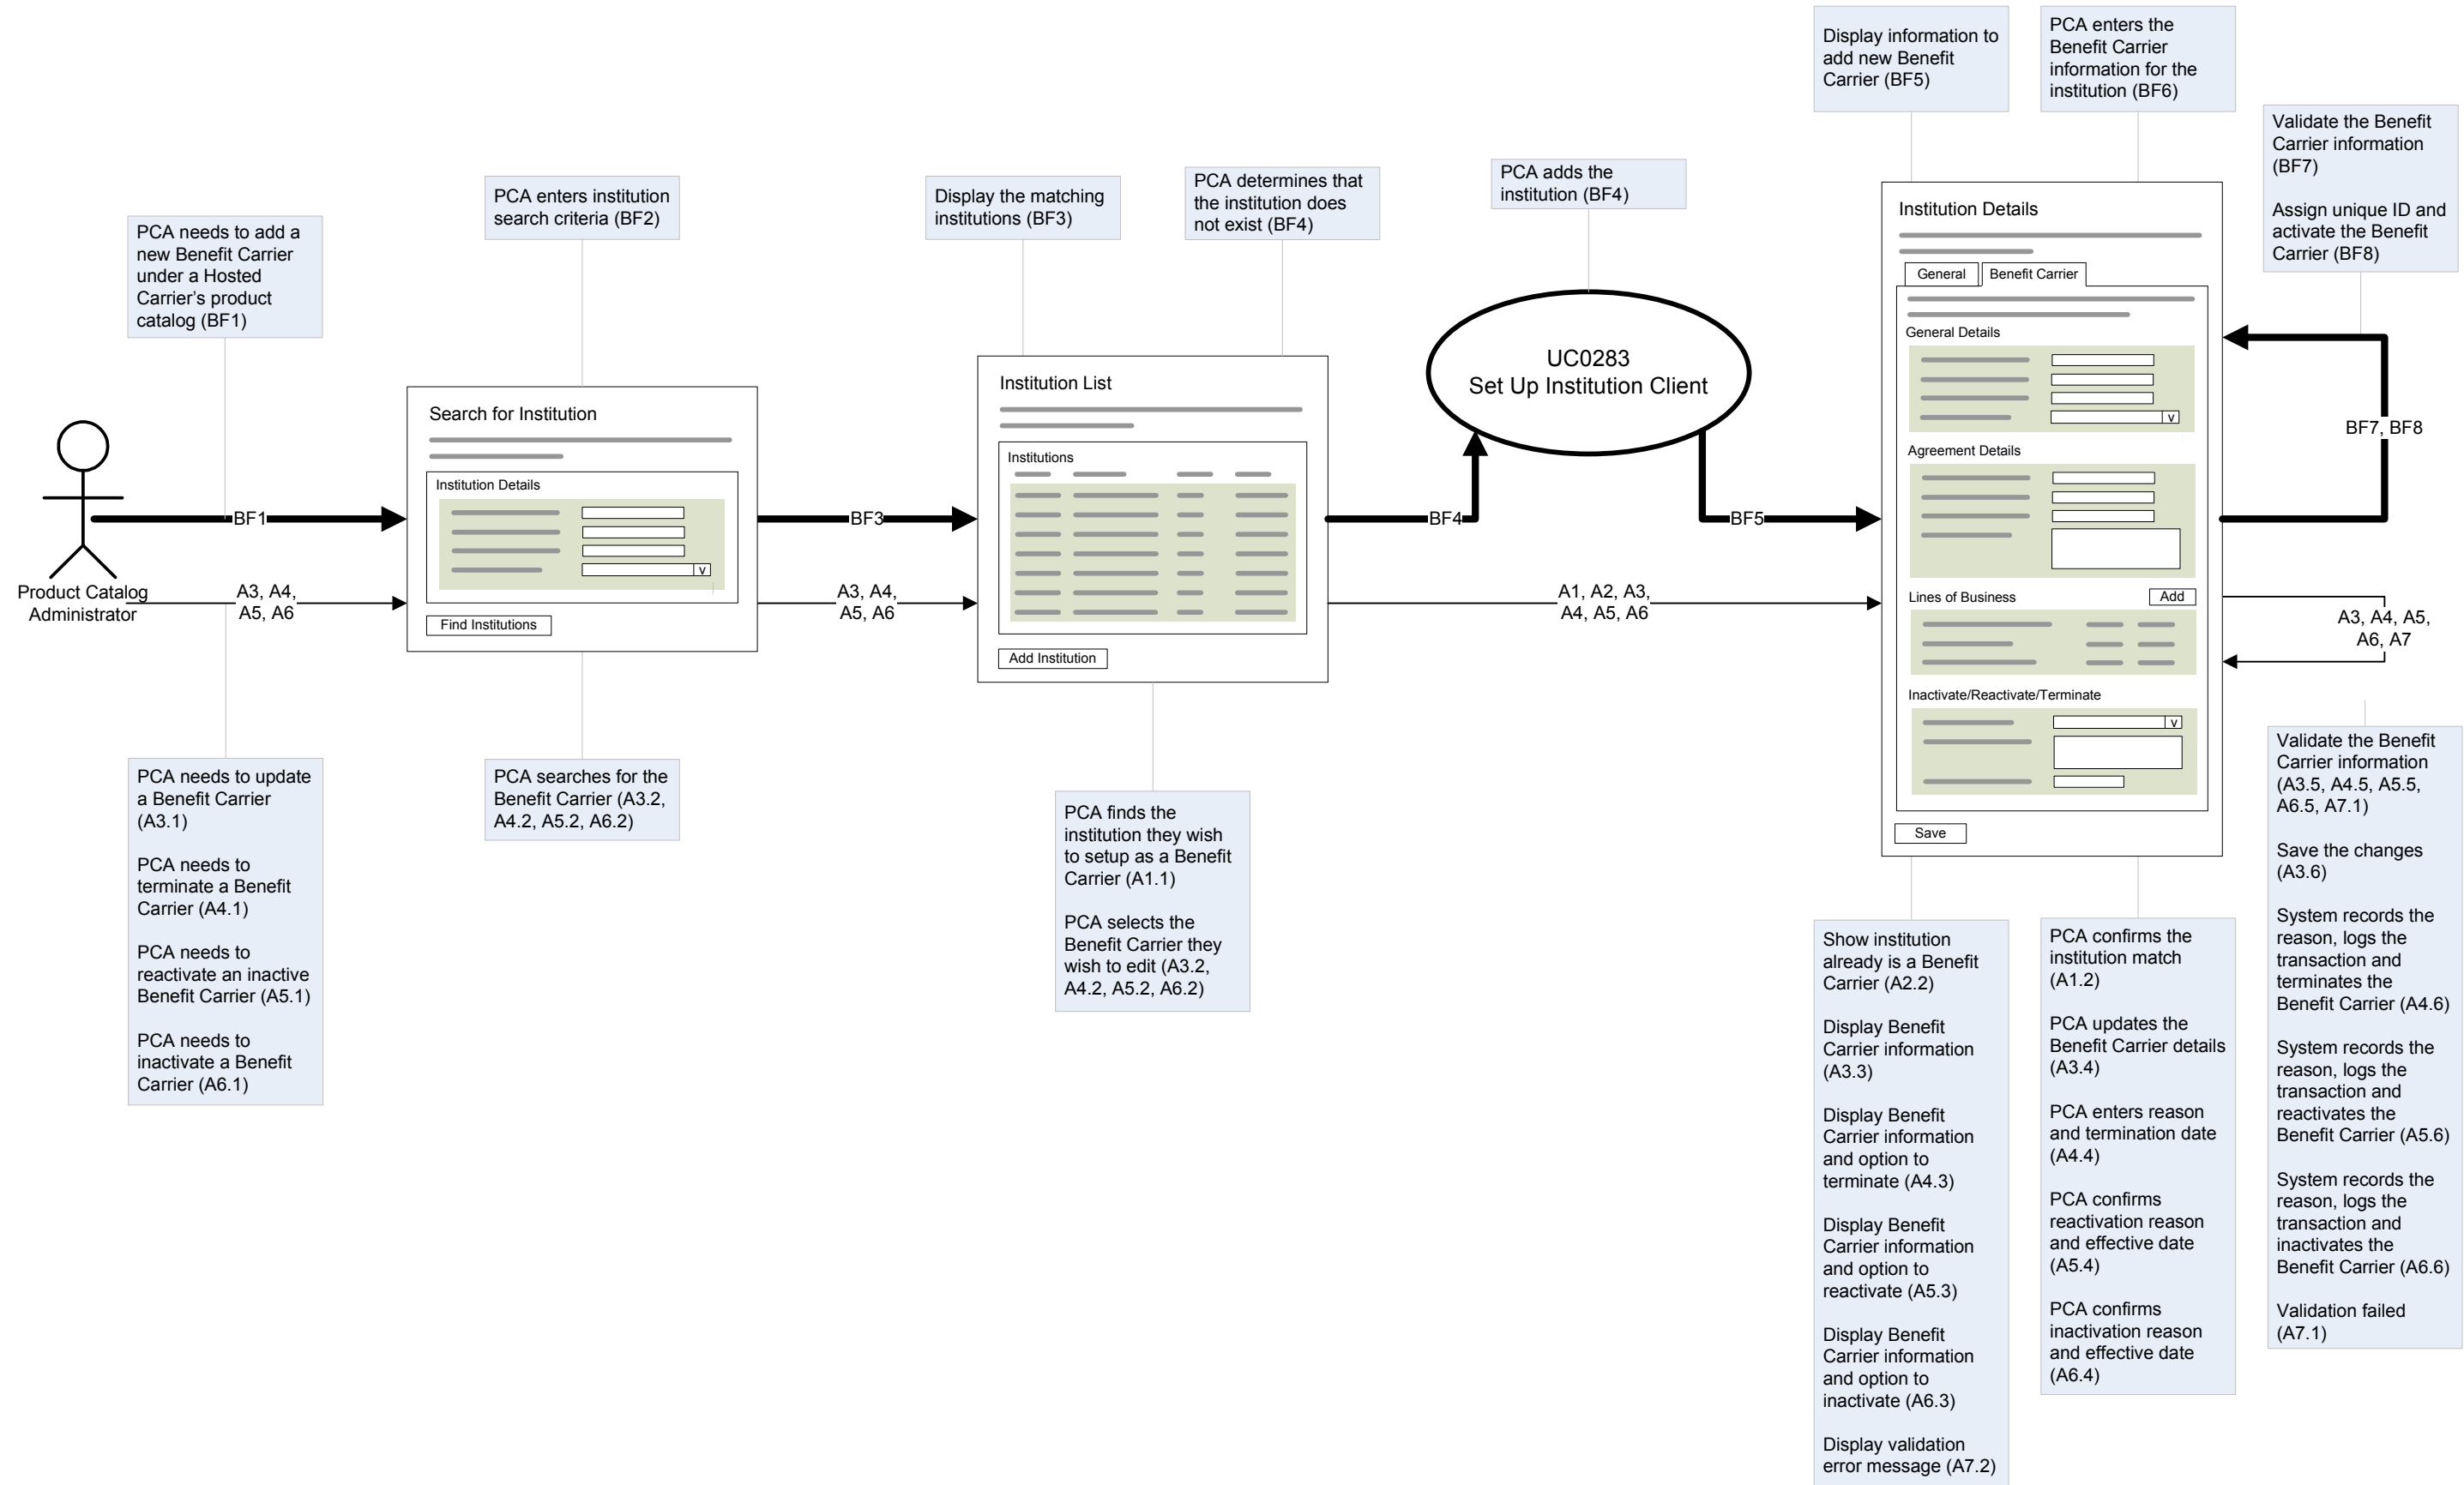 Display information to
add new Benefit
Carrier (BF5)
PCA enters the
Benefit Carrier
information for the
institution (BF6)
Validate the Benefit
Carrier information
(BF7)
Assign unique ID and
activate the Benefit
Carrier (BF8)
PCA needs to add a
new Benefit Carrier
under a Hosted
Carrier’s product
catalog (BF1)
PCA enters institution
search criteria (BF2)
Display the matching
institutions (BF3)
PCA determines that
the institution does
not exist (BF4)
PCA adds the
institution (BF4)
Product Catalog
Administrator
BF1
A3, A4,
A5, A6
Search for Institution
Institution Details
v
Find Institutions
BF3
A3, A4,
A5, A6
Institution List
Institutions
Add Institution
BF4
UC0283
Set Up Institution Client
BF5
A1, A2, A3,
A4, A5, A6
Institution Details
General
Benefit Carrier
General Details
v
Agreement Details
Lines of Business
Add
Inactivate/Reactivate/Terminate
v
Save
BF7, BF8
A3, A4, A5,
A6, A7
PCA needs to update
a Benefit Carrier
(A3.1)
PCA needs to
terminate a Benefit
Carrier (A4.1)
PCA needs to
reactivate an inactive
Benefit Carrier (A5.1)
PCA needs to
inactivate a Benefit
Carrier (A6.1)
PCA searches for the
Benefit Carrier (A3.2,
A4.2, A5.2, A6.2)
PCA finds the
institution they wish
to setup as a Benefit
Carrier (A1.1)
PCA selects the
Benefit Carrier they
wish to edit (A3.2,
A4.2, A5.2, A6.2)
Show institution
already is a Benefit
Carrier (A2.2)
Display Benefit
Carrier information
(A3.3)
Display Benefit
Carrier information
and option to
terminate (A4.3)
Display Benefit
Carrier information
and option to
reactivate (A5.3)
Display Benefit
Carrier information
and option to
inactivate (A6.3)
Display validation
error message (A7.2)
PCA confirms the
institution match
(A1.2)
PCA updates the
Benefit Carrier details
(A3.4)
PCA enters reason
and termination date
(A4.4)
PCA confirms
reactivation reason
and effective date
(A5.4)
PCA confirms
inactivation reason
and effective date
(A6.4)
Validate the Benefit
Carrier information
(A3.5, A4.5, A5.5,
A6.5, A7.1)
Save the changes
(A3.6)
System records the
reason, logs the
transaction and
terminates the
Benefit Carrier (A4.6)
System records the
reason, logs the
transaction and
reactivates the
Benefit Carrier (A5.6)
System records the
reason, logs the
transaction and
inactivates the
Benefit Carrier (A6.6)
Validation failed
(A7.1)